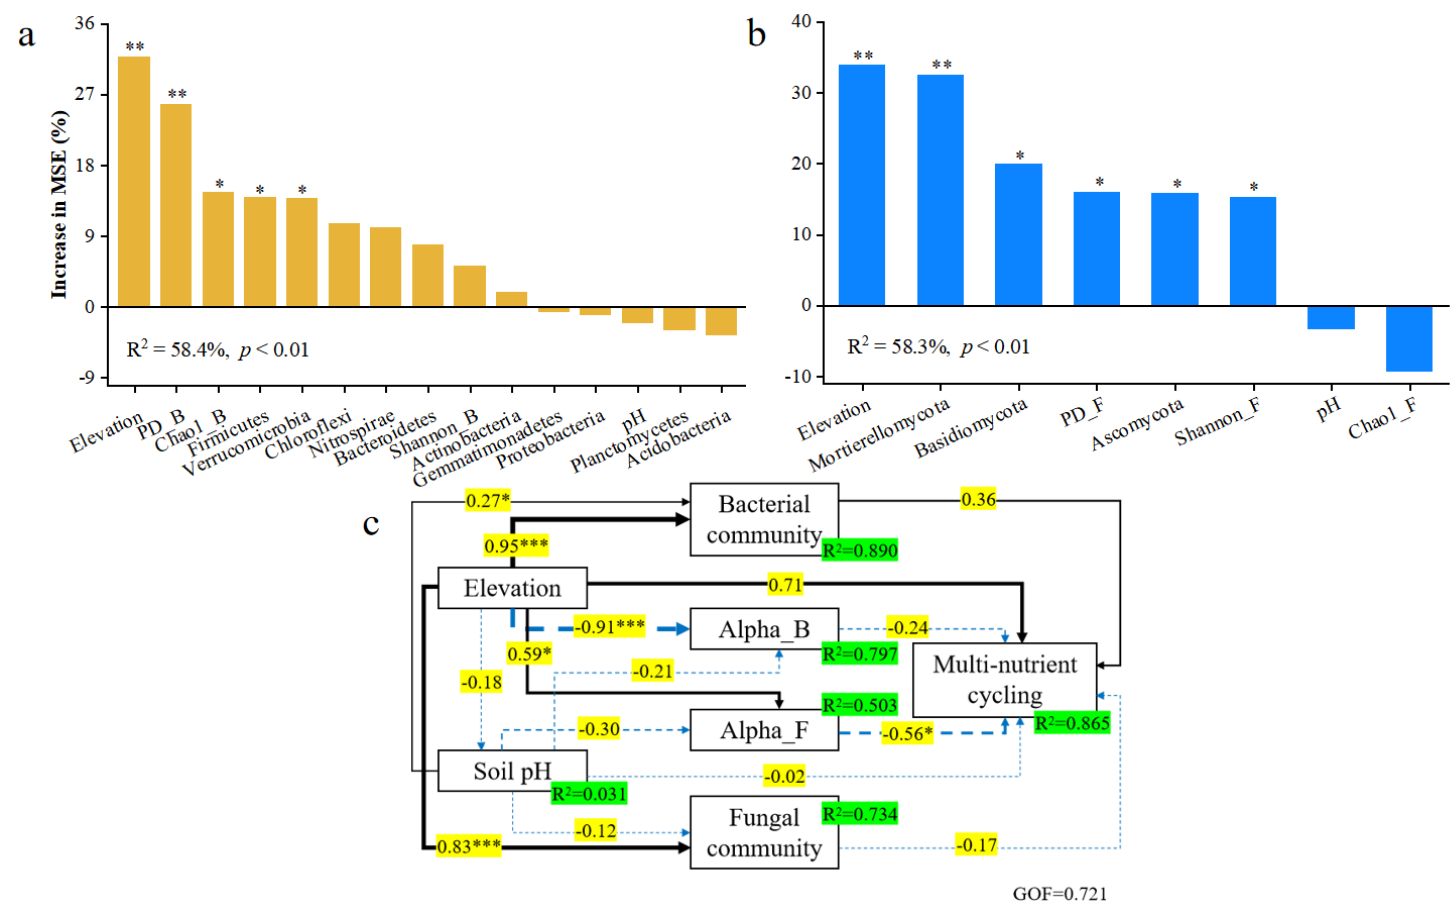 a
Increase in MSE (%)
36
27
18
9
0
-9
**
**
*
*
*
R² = 58.4%, p < 0.01
Elevation
PD_B
Chao1_B
Firmicutes
Verrucomicrobia
Chloroflexi
Nitrospirae
Bacteroidetes
Shannon_B
Actinobacteria
Gemmatimonadetes
Proteobacteria
pH
Planctomycetes
Acidobacteria
b
40
30
20
10
0
-10
**
**
*
*
*
*
R² = 58.3%, p < 0.01
Elevation
Mortierellomycota
Basidiomycota
PD_F
Ascomycota
Shannon_F
pH
Chao1_F
c
0.27*
Bacterial
community
R²=0.890
0.36
0.95***
Elevation
0.71
-0.91***
Alpha_B
R²=0.797
-0.24
0.59*
-0.18
-0.21
Multi-nutrient
cycling
R²=0.865
R²=0.503
Alpha_F
-0.30
-0.56*
Soil pH
R²=0.031
-0.02
Fungal
community
R²=0.734
-0.12
0.83***
-0.17
GOF=0.721